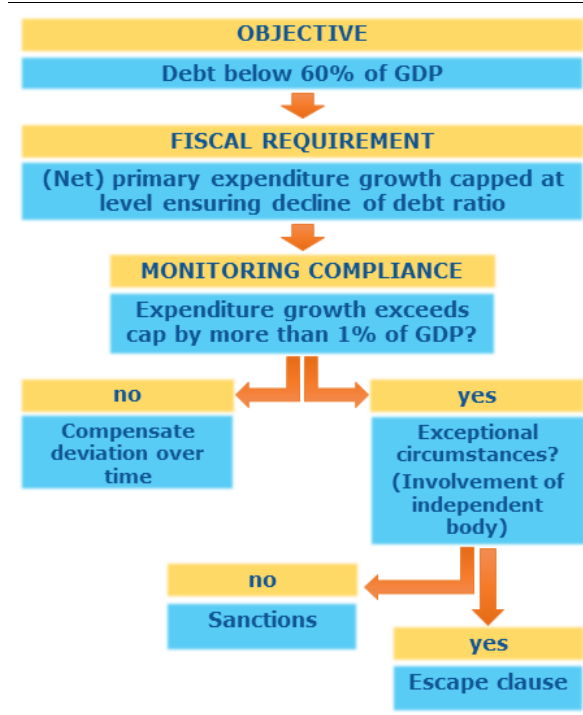 OBJECTIVE
Debt below 60% of GDP
FISCAL REQUIREMENT
(Net) primary expenditure growth capped at
level ensuring decline of debt ratio
MONITORING COMPLIANCE
Expenditure growth exceeds
cap by more than 1% of GDP?
no
Compensate
deviation over
time
yes
Exceptional
circumstances?
(Involvement of
independent
body)
no
Sanctions
yes
Escape clause